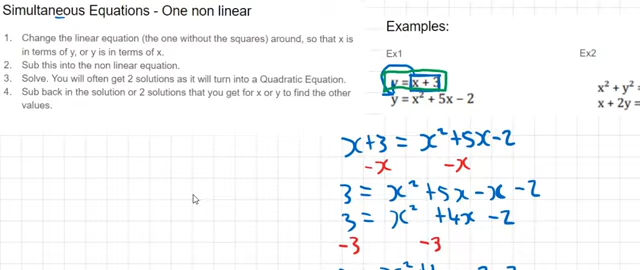 Simultaneous Equations - One non linear
1. Change the linear equation (the one without the squares) around, so that x is
in terms of y, or y is in terms of x.
2. Sub this into the non linear equation.
3. Solve. You will often get 2 solutions as it will turn into a Quadratic Equation.
4. Sub back in the solution or 2 solutions that you get for x or y to find the other
values.
Examples:
Ex1
y = x + 3
y = x² + 5x − 2
Ex2
x² + y² =
x + 2y =
x+3 = x²+5x-2
-x -x
3 = x² +5x -x -2
3 = x² +4x -2
-3 -3